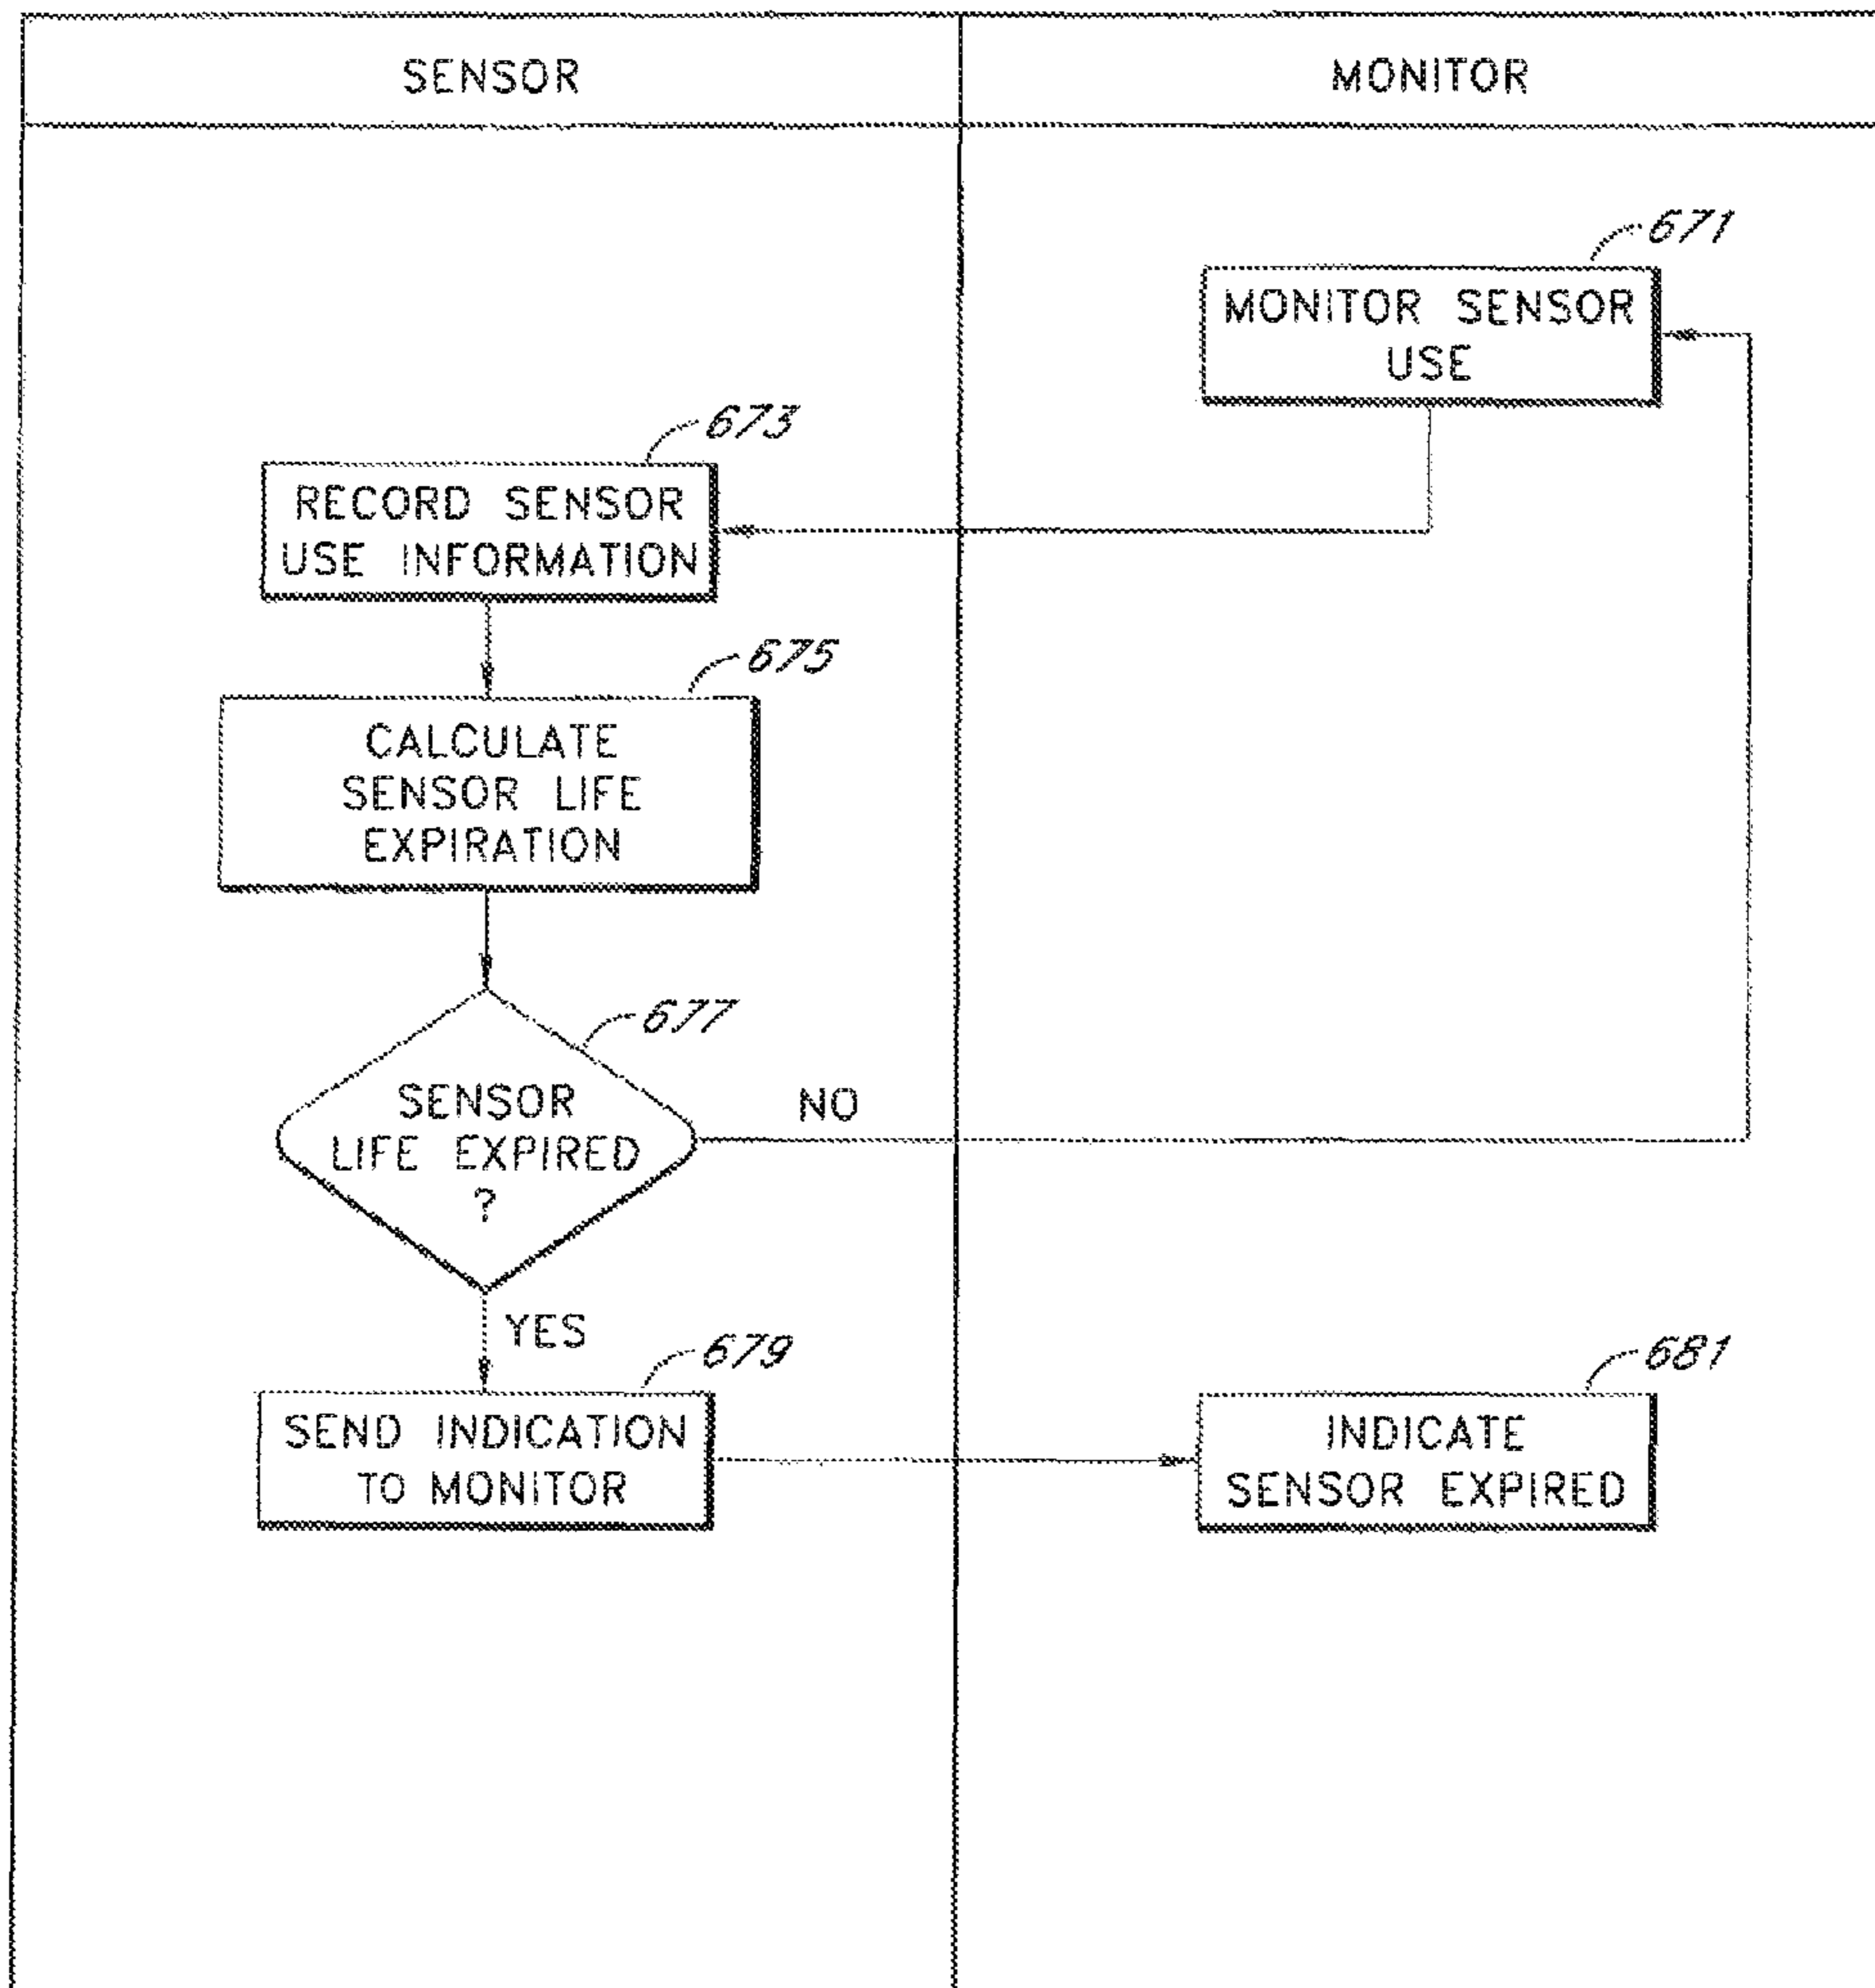 SENSOR
MONITOR
671
MONITOR SENSOR
USE
673
RECORD SENSOR
USE INFORMATION
675
CALCULATE
SENSOR LIFE
EXPIRATION
677
SENSOR
LIFE EXPIRED
?
NO
YES
679
SEND INDICATION
TO MONITOR
681
INDICATE
SENSOR EXPIRED